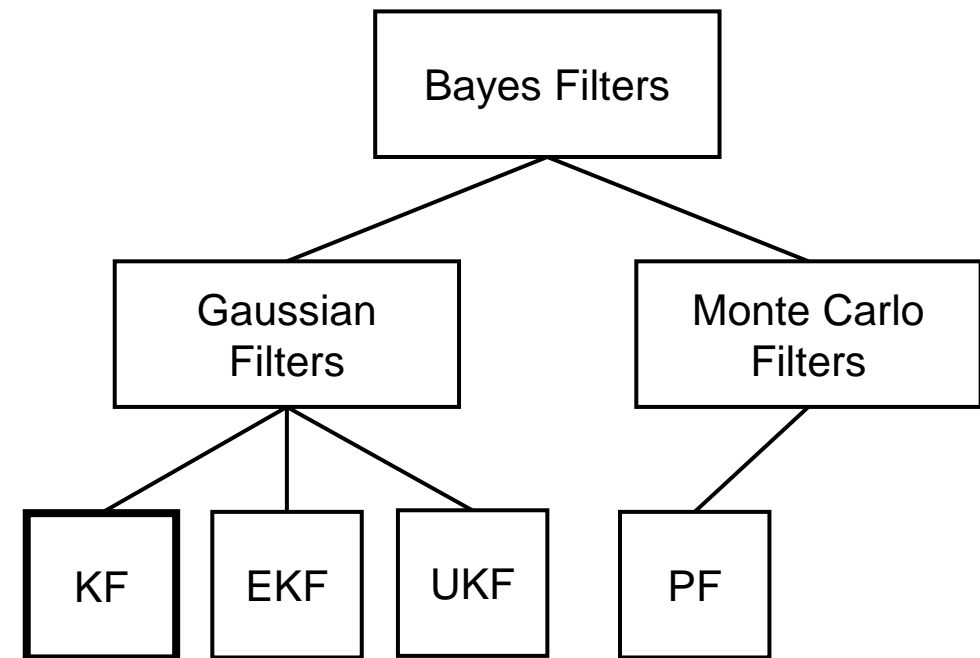 Bayes Filters
Gaussian
Filters
Monte Carlo
Filters
KF
EKF
UKF
PF